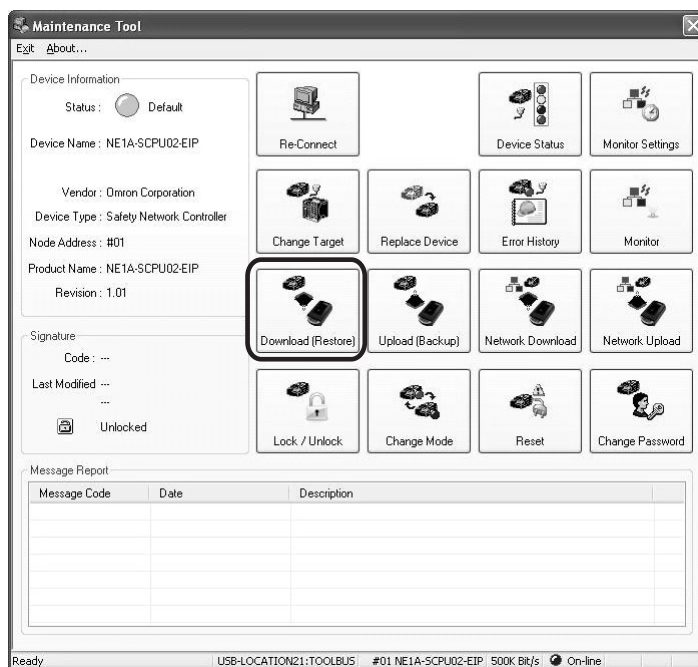 Maintenance Tool
Exit About...
Device Information
Status : Default
Device Name : NE1A-SCPU02-EIP
Vendor : Omron Corporation
Device Type : Safety Network Controller
Node Address : #01
Product Name : NE1A-SCPU02-EIP
Revision : 1.01
Signature
Code : ---
Last Modified ---
---
Unlocked
Re-Connect
Device Status
Monitor Settings
Change Target
Replace Device
Error History
Monitor
Download (Restore)
Upload (Backup)
Network Download
Network Upload
Lock / Unlock
Change Mode
Reset
Change Password
Message Report
Message Code Date Description
Ready USB-LOCATION21:TOOLBUS #01 NE1A-SCPU02-EIP 500K Bit/s On-line